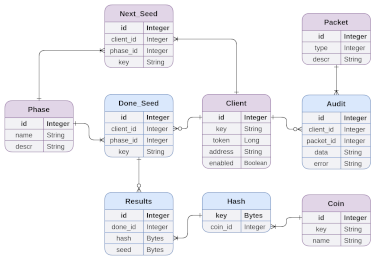 Next_Seed
id Integer
client_id Integer
phase_id Integer
key String
Packet
id Integer
type Integer
descr String
Phase
id Integer
name String
descr String
Done_Seed
id Integer
client_id Integer
phase_id Integer
key String
Client
id Integer
key String
token Long
address String
enabled Boolean
Audit
id Integer
client_id Integer
packet_id Integer
data String
error String
Results
id Integer
done_id Integer
hash Bytes
seed Bytes
Hash
key Bytes
coin_id Integer
Coin
id Integer
key String
name String